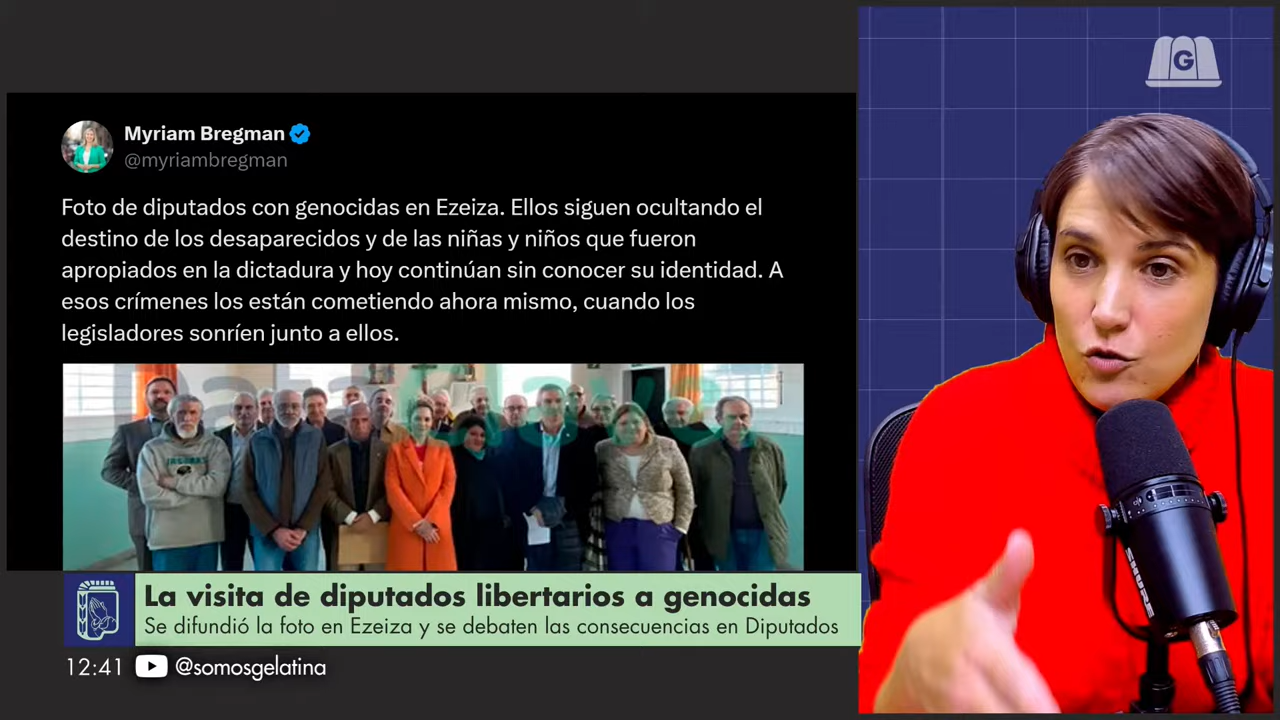 Myriam Bregman
@myriambregman
Foto de diputados con genocidas en Ezeiza. Ellos siguen ocultando el
destino de los desaparecidos y de las niñas y niños que fueron
apropiados en la dictadura y hoy continúan sin conocer su identidad. A
esos crímenes los están cometiendo ahora mismo, cuando los
legisladores sonríen junto a ellos.
La visita de diputados libertarios a genocidas
Se difundió la foto en Ezeiza y se debaten las consecuencias en Diputados
12:41
@somosgelatina
G
SHURE